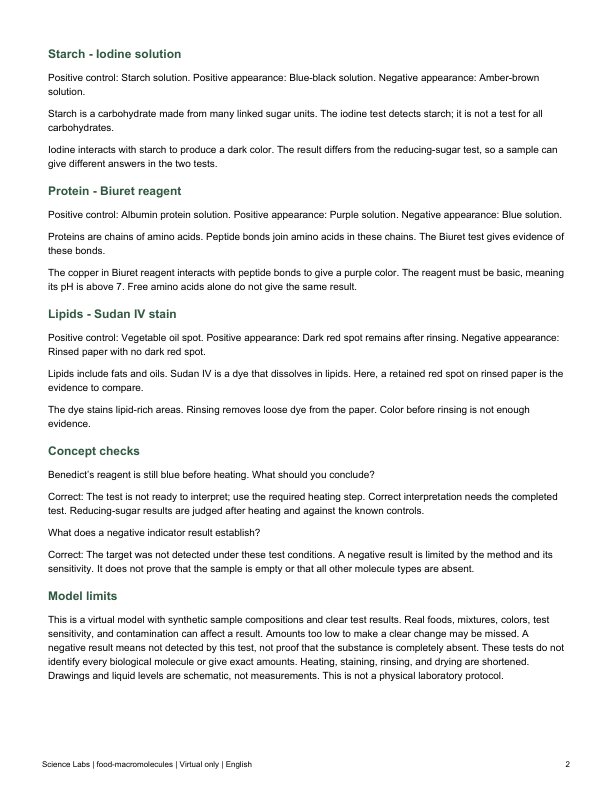 Starch - Iodine solution
Positive control: Starch solution. Positive appearance: Blue-black solution. Negative appearance: Amber-brown
solution.
Starch is a carbohydrate made from many linked sugar units. The iodine test detects starch; it is not a test for all
carbohydrates.
Iodine interacts with starch to produce a dark color. The result differs from the reducing-sugar test, so a sample can
give different answers in the two tests.
Protein - Biuret reagent
Positive control: Albumin protein solution. Positive appearance: Purple solution. Negative appearance: Blue solution.
Proteins are chains of amino acids. Peptide bonds join amino acids in these chains. The Biuret test gives evidence of
these bonds.
The copper in Biuret reagent interacts with peptide bonds to give a purple color. The reagent must be basic, meaning
its pH is above 7. Free amino acids alone do not give the same result.
Lipids - Sudan IV stain
Positive control: Vegetable oil spot. Positive appearance: Dark red spot remains after rinsing. Negative appearance:
Rinsed paper with no dark red spot.
Lipids include fats and oils. Sudan IV is a dye that dissolves in lipids. Here, a retained red spot on rinsed paper is the
evidence to compare.
The dye stains lipid-rich areas. Rinsing removes loose dye from the paper. Color before rinsing is not enough
evidence.
Concept checks
Benedict's reagent is still blue before heating. What should you conclude?
Correct: The test is not ready to interpret; use the required heating step. Correct interpretation needs the completed
test. Reducing-sugar results are judged after heating and against the known controls.
What does a negative indicator result establish?
Correct: The target was not detected under these test conditions. A negative result is limited by the method and its
sensitivity. It does not prove that the sample is empty or that all other molecule types are absent.
Model limits
This is a virtual model with synthetic sample compositions and clear test results. Real foods, mixtures, colors, test
sensitivity, and contamination can affect a result. Amounts too low to make a clear change may be missed. A
negative result means not detected by this test, not proof that the substance is completely absent. These tests do not
identify every biological molecule or give exact amounts. Heating, staining, rinsing, and drying are shortened.
Drawings and liquid levels are schematic, not measurements. This is not a physical laboratory protocol.
Science Labs | food-macromolecules | Virtual only | English
2